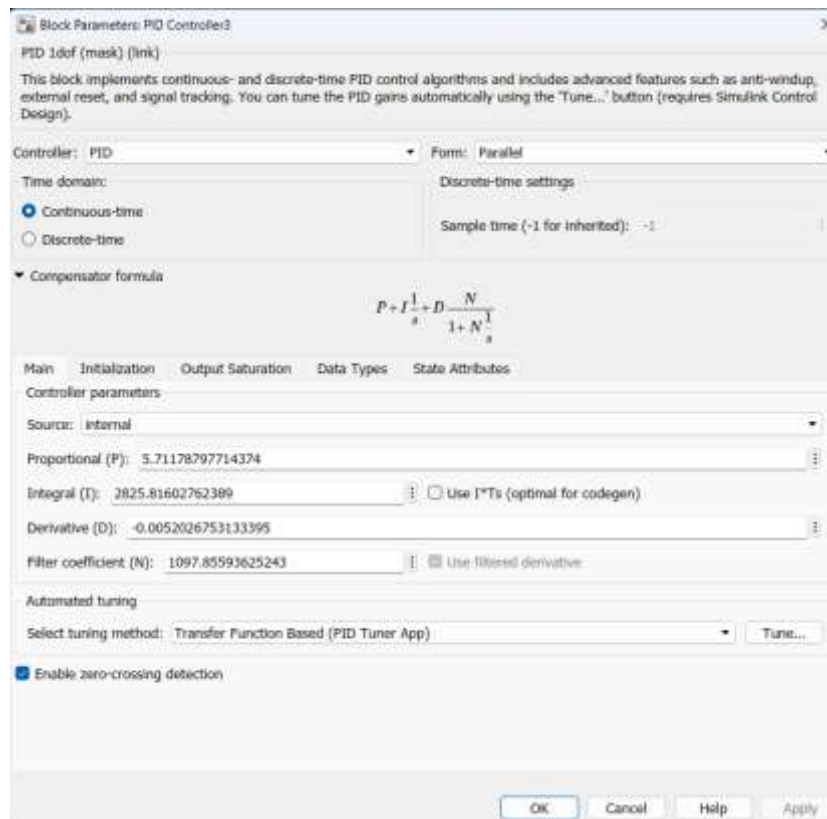 Block Parameters: PID Controller3
PID 1dof (mask) (link)
This block implements continuous- and discrete-time PID control algorithms and includes advanced features such as anti-windup,
external reset, and signal tracking. You can tune the PID gains automatically using the 'Tune...' button (requires Simulink Control
Design).
Controller: PID Form: Parallel
Time domain: Discrete-time settings
Continuous-time
Discrete-time
Sample time (-1 for inherited): -1
Compensator formula
P + I 1/s + D N/(1 + N 1/s)
Main Initialization Output Saturation Data Types State Attributes
Controller parameters
Source: internal
Proportional (P): 5.71178797714374
Integral (I): 2825.81602762389 Use I*Ts (optimal for codegen)
Derivative (D): -0.0052026753133395
Filter coefficient (N): 1097.85593625243 Use filtered derivative
Automated tuning
Select tuning method: Transfer Function Based (PID Tuner App) Tune...
Enable zero-crossing detection
OK Cancel Help Apply